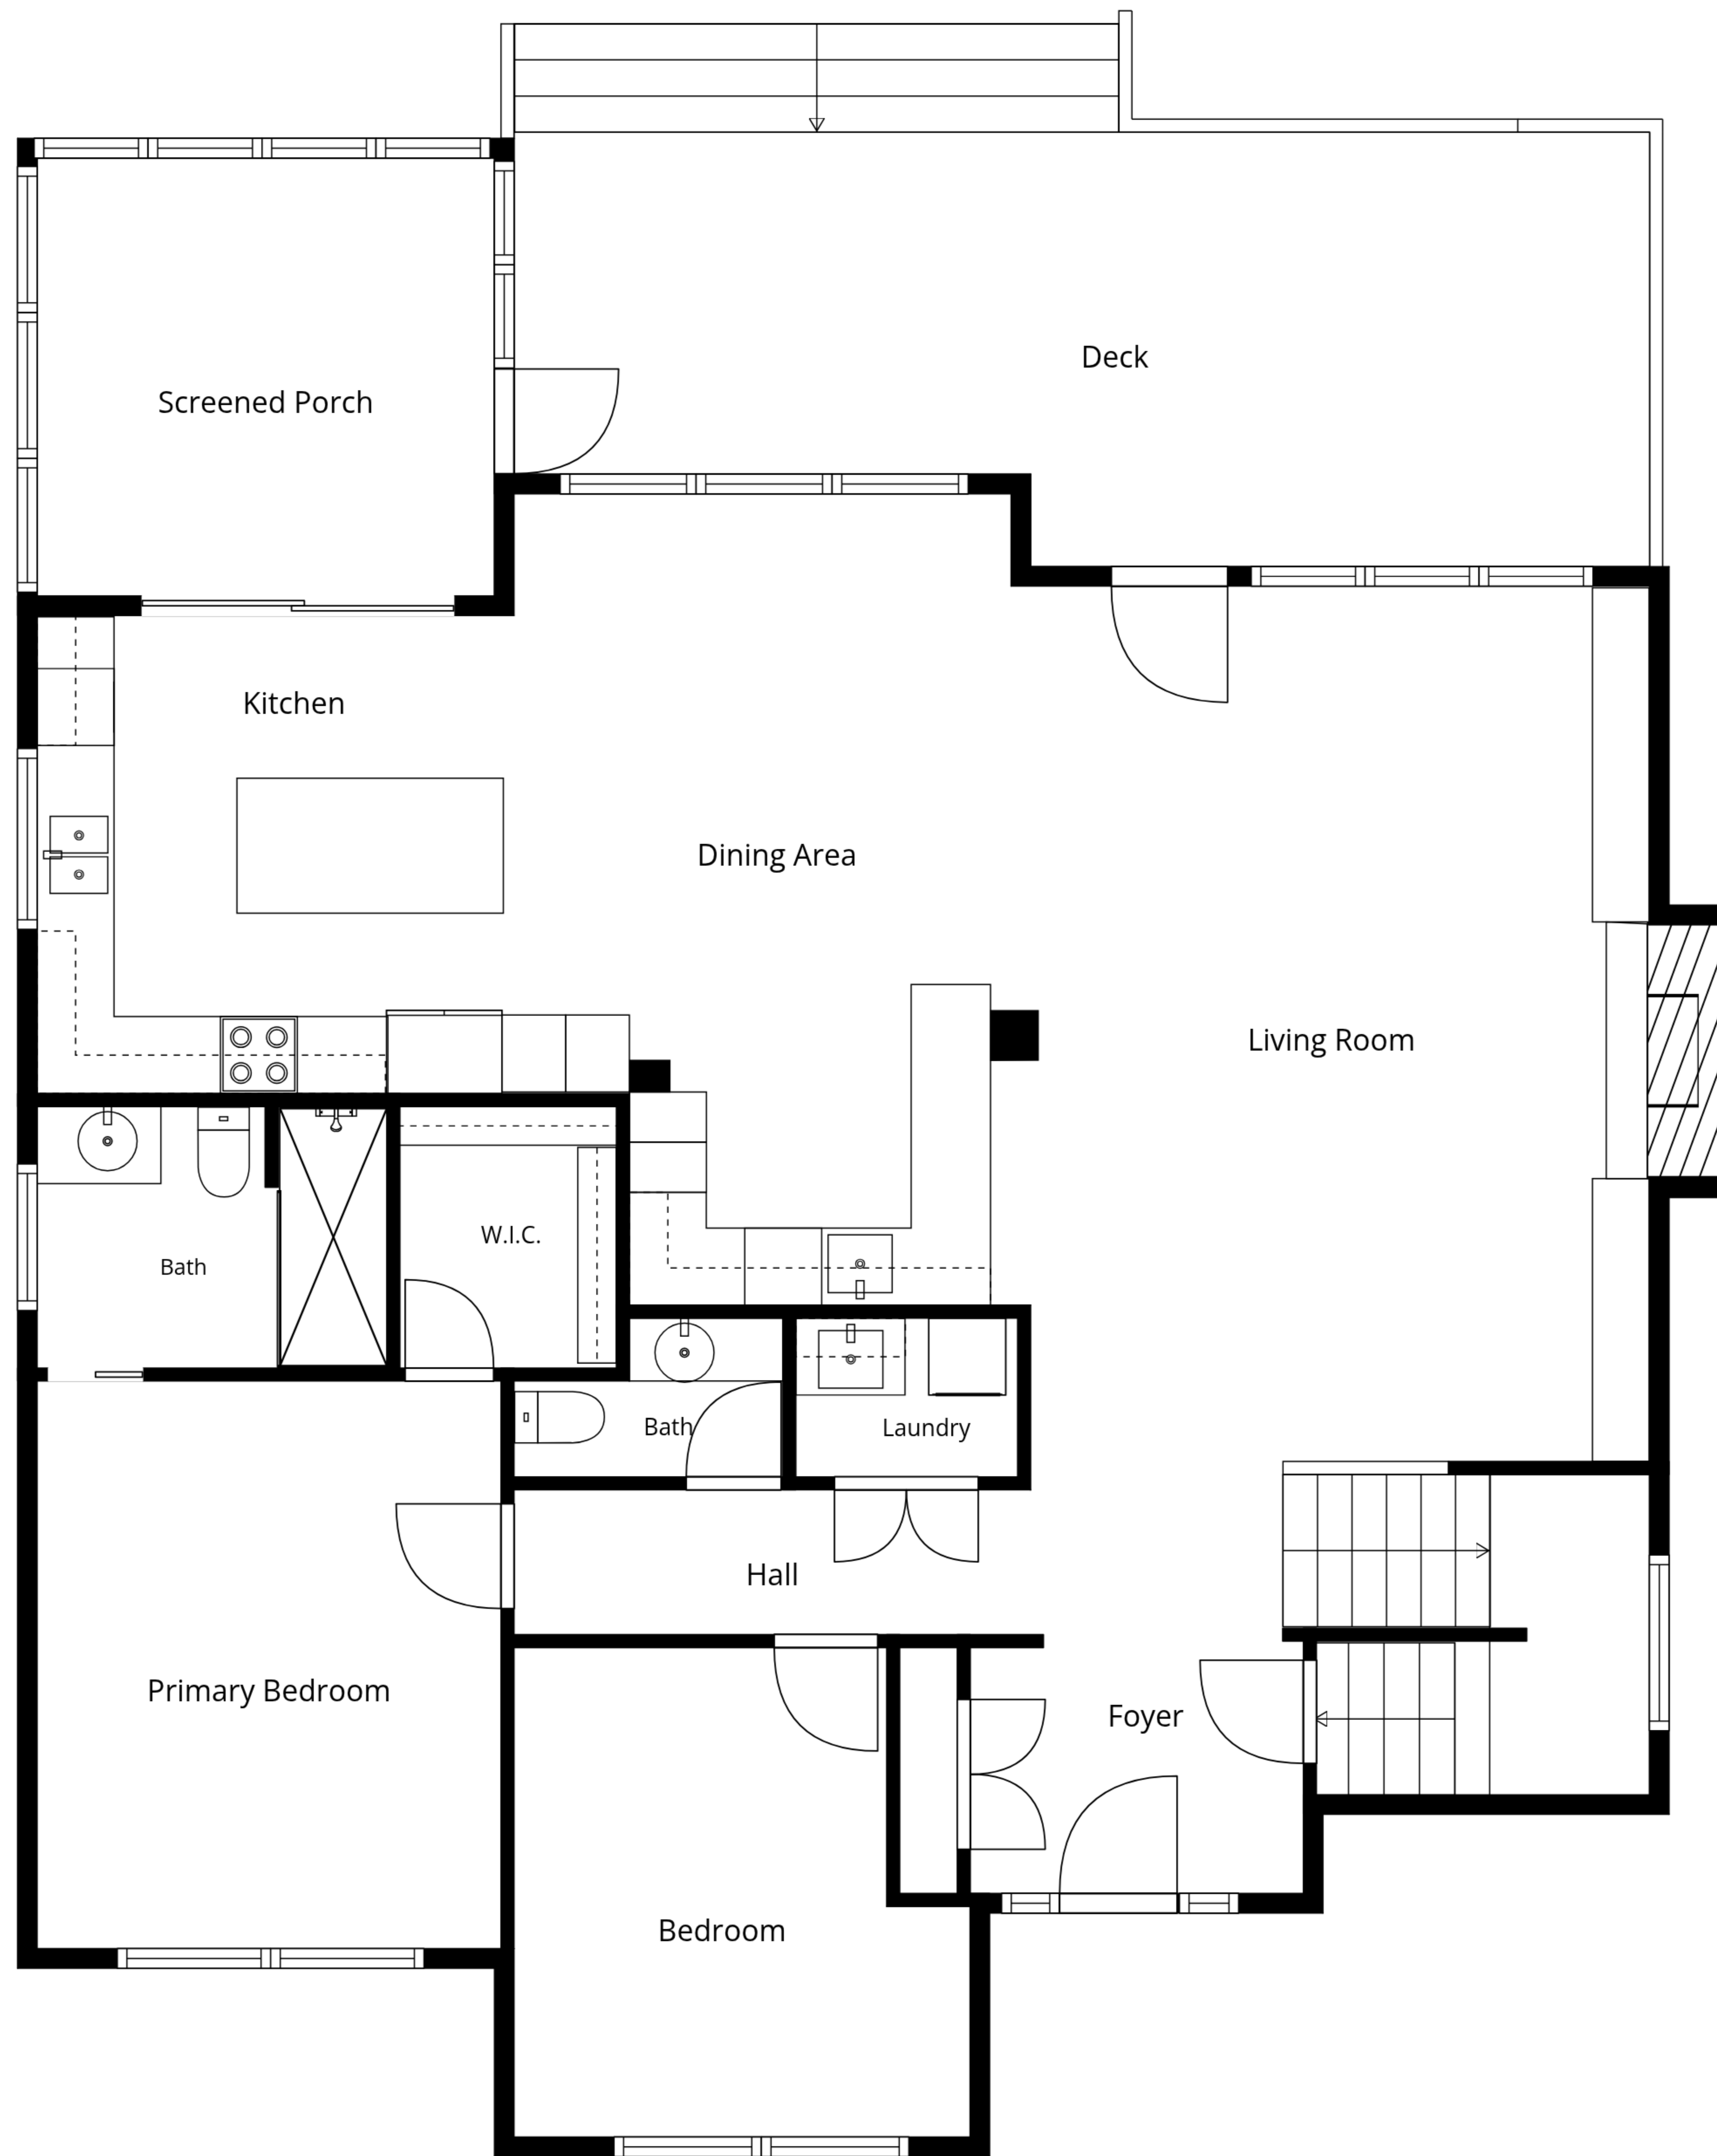 Deck
Screened Porch
Kitchen
Dining Area
Living Room
W.I.C.
Bath
Bath
Laundry
Hall
Primary Bedroom
Foyer
Bedroom